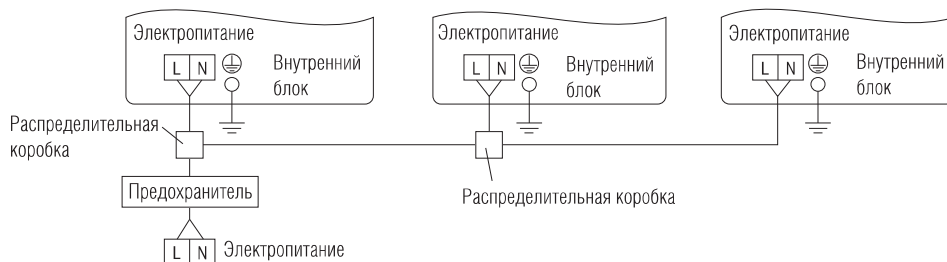 Электропитание
L N
Внутренний
блок
Электропитание
L N
Внутренний
блок
Электропитание
L N
Внутренний
блок
Распределительная
коробка
Распределительная коробка
Предохранитель
L N
Электропитание